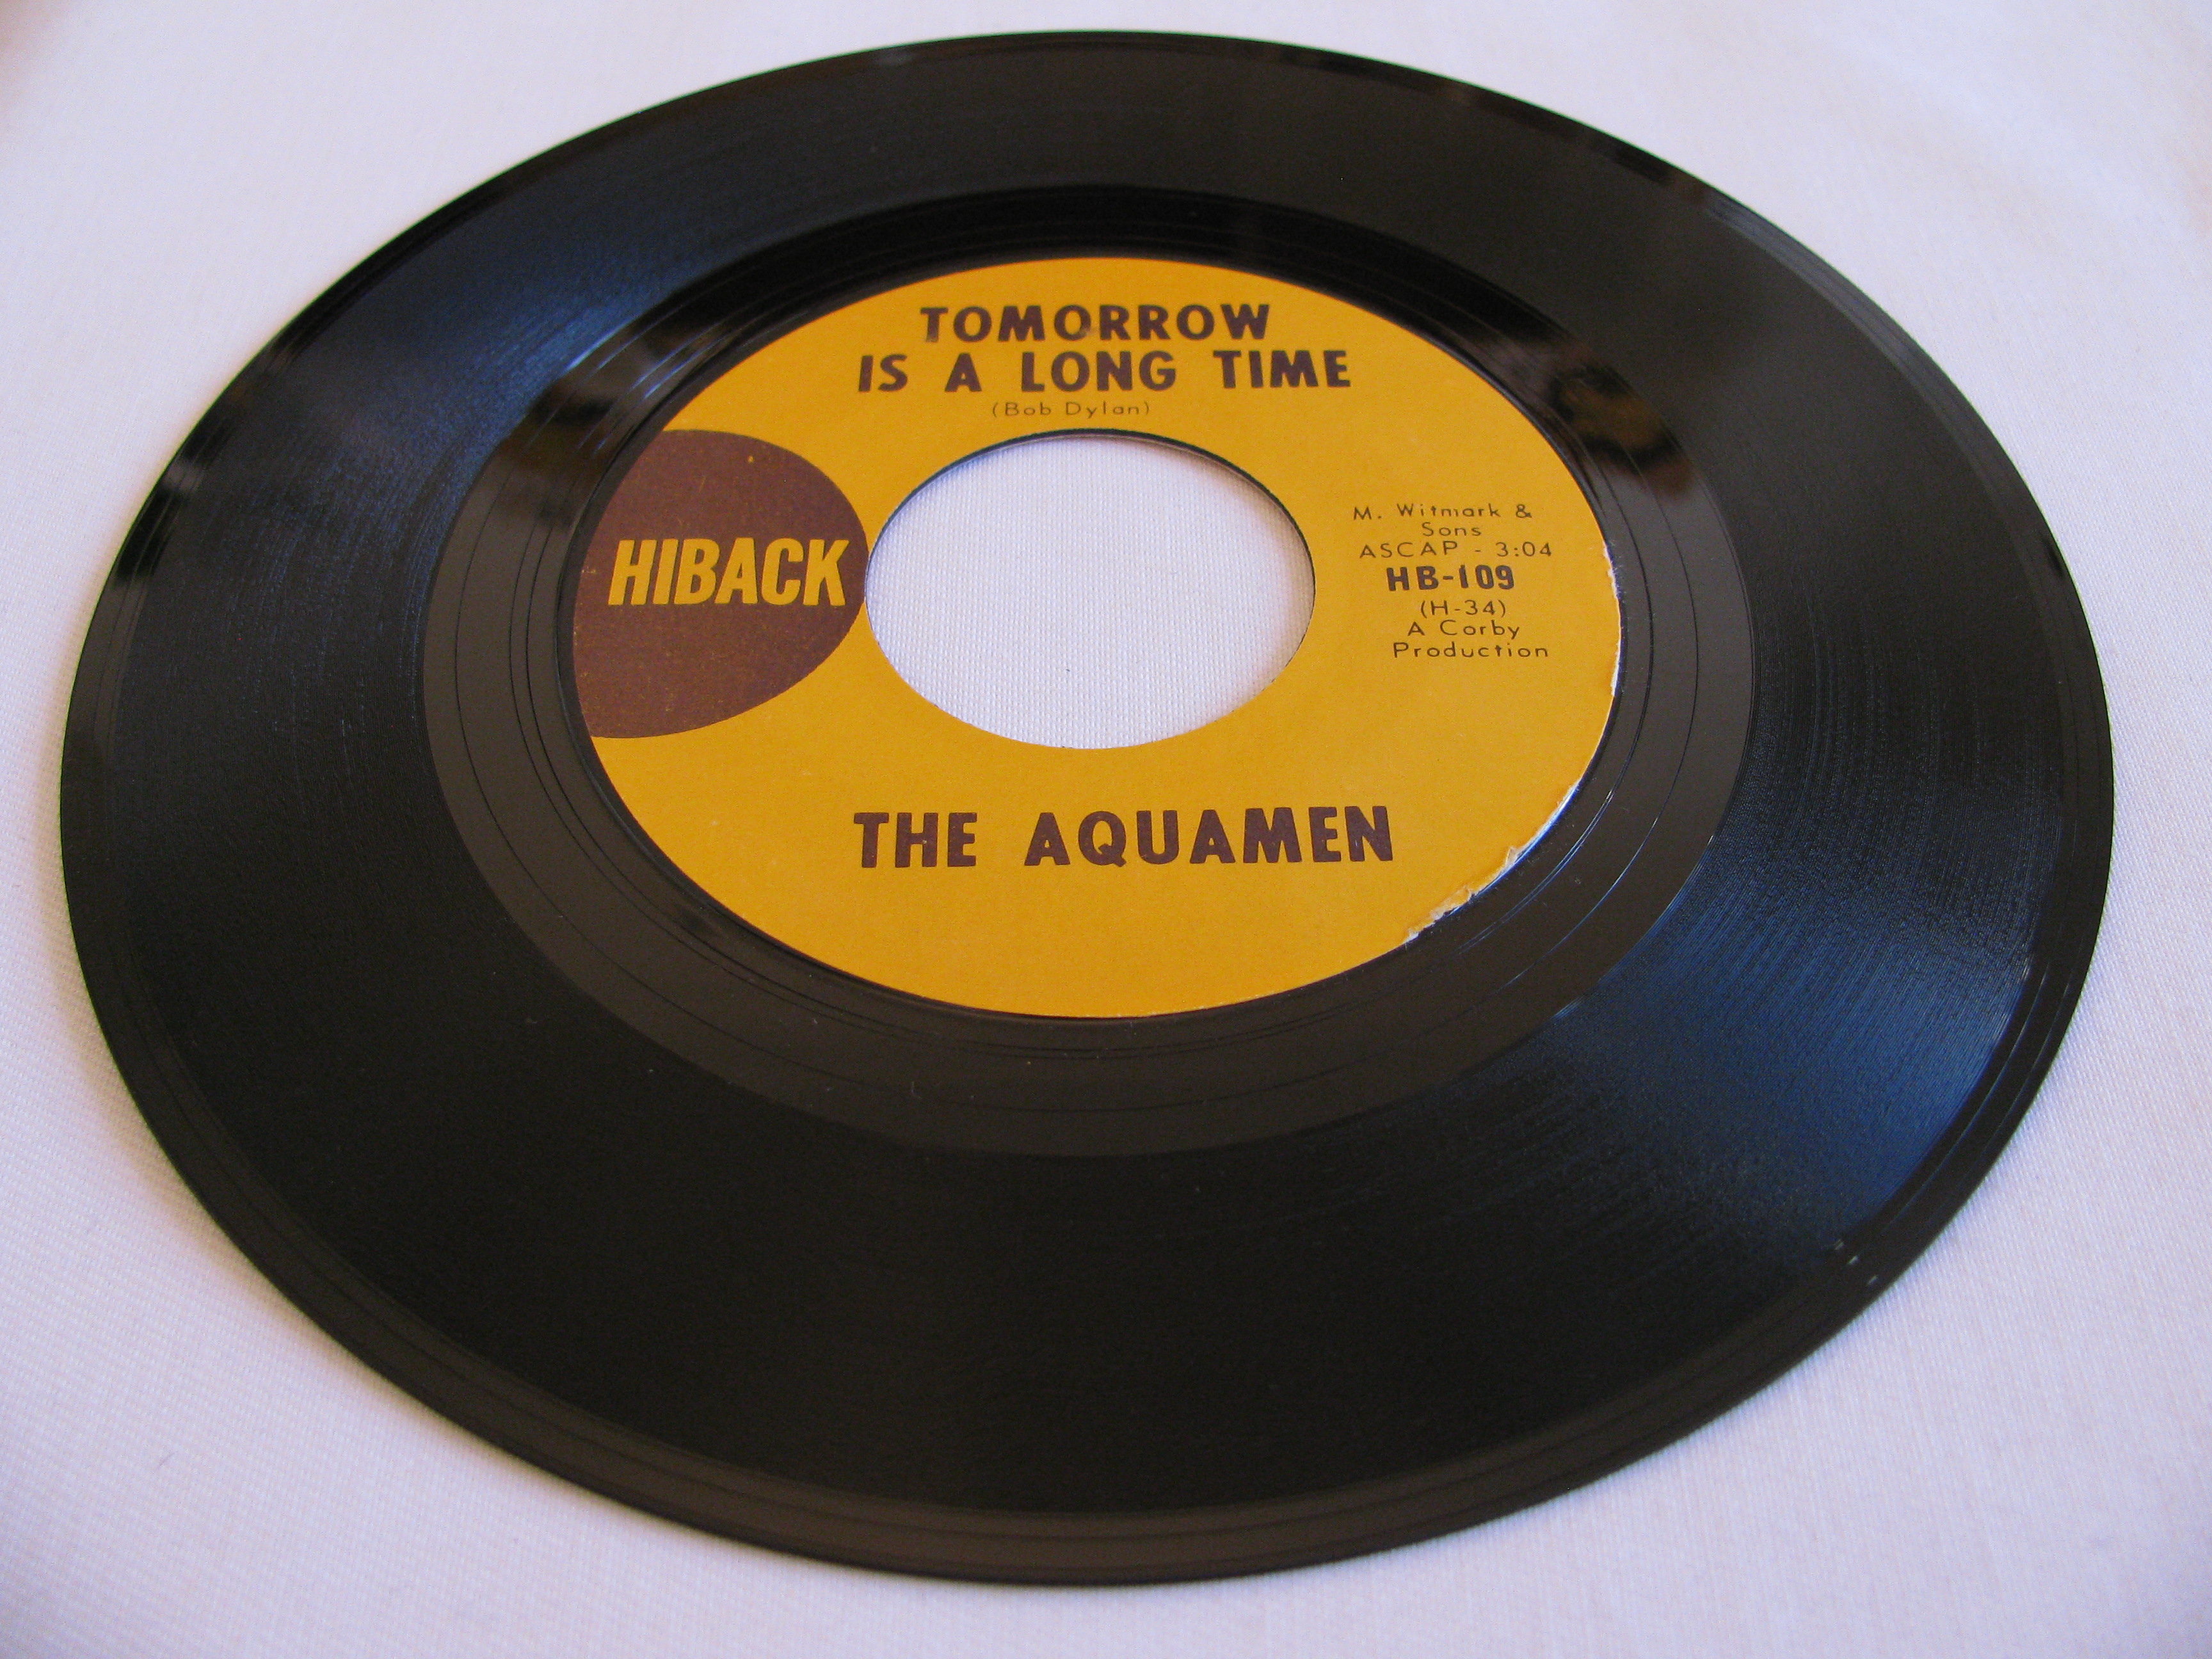 TOMORROW
IS A LONG TIME
(Bob Dylan)
HIBACK
M. Witmark &
Sons
ASCAP - 3:04
HB-109
(H-34)
A Corby
Production
THE AQUAMEN